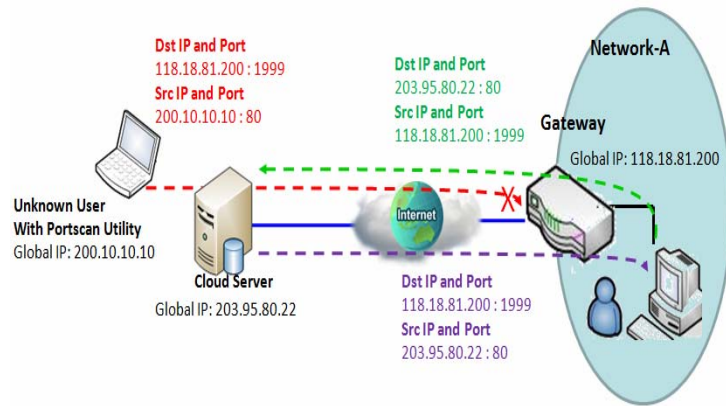 Network-A
Dst IP and Port
118.18.81.200 : 1999
Src IP and Port
200.10.10.10 : 80
Dst IP and Port
203.95.80.22 : 80
Src IP and Port
118.18.81.200 : 1999
Gateway
Global IP: 118.18.81.200
Internet
Unknown User
With Portscan Utility
Global IP: 200.10.10.10
Cloud Server
Global IP: 203.95.80.22
Dst IP and Port
118.18.81.200 : 1999
Src IP and Port
203.95.80.22 : 80